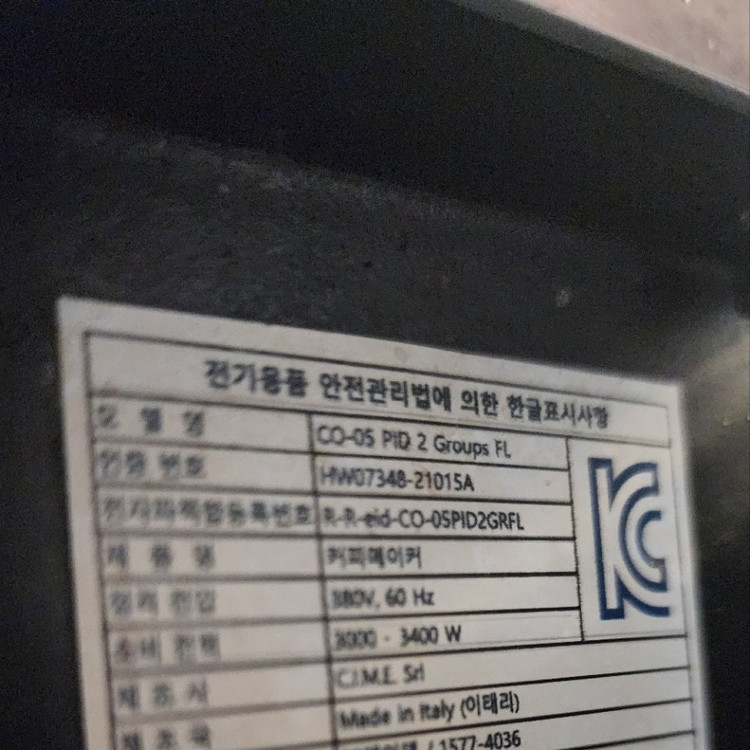 전기용품 안전관리법에 의한 한글표시사항
모 델 명 CO-05 PID 2 Groups FL
인증 번호 HW07348-21015A
전자파적합등록번호 R-R-eid-CO-05PID2GRFL
제 품 명 커피메이커
정격 전압 380V, 60 Hz
소비 전력 3000 - 3400 W
제 조 사 C.I.M.E. Srl
제 조 국 Made in Italy (이태리)
/ 1577-4036